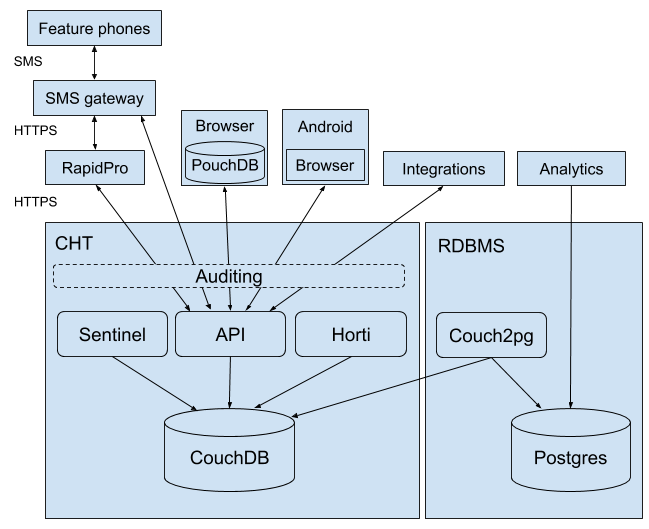 Feature phones
SMS
SMS gateway
HTTPS
RapidPro
Browser
PouchDB
Android
Browser
Integrations
Analytics
HTTPS
CHT
RDBMS
Auditing
Sentinel
API
Horti
Couch2pg
CouchDB
Postgres